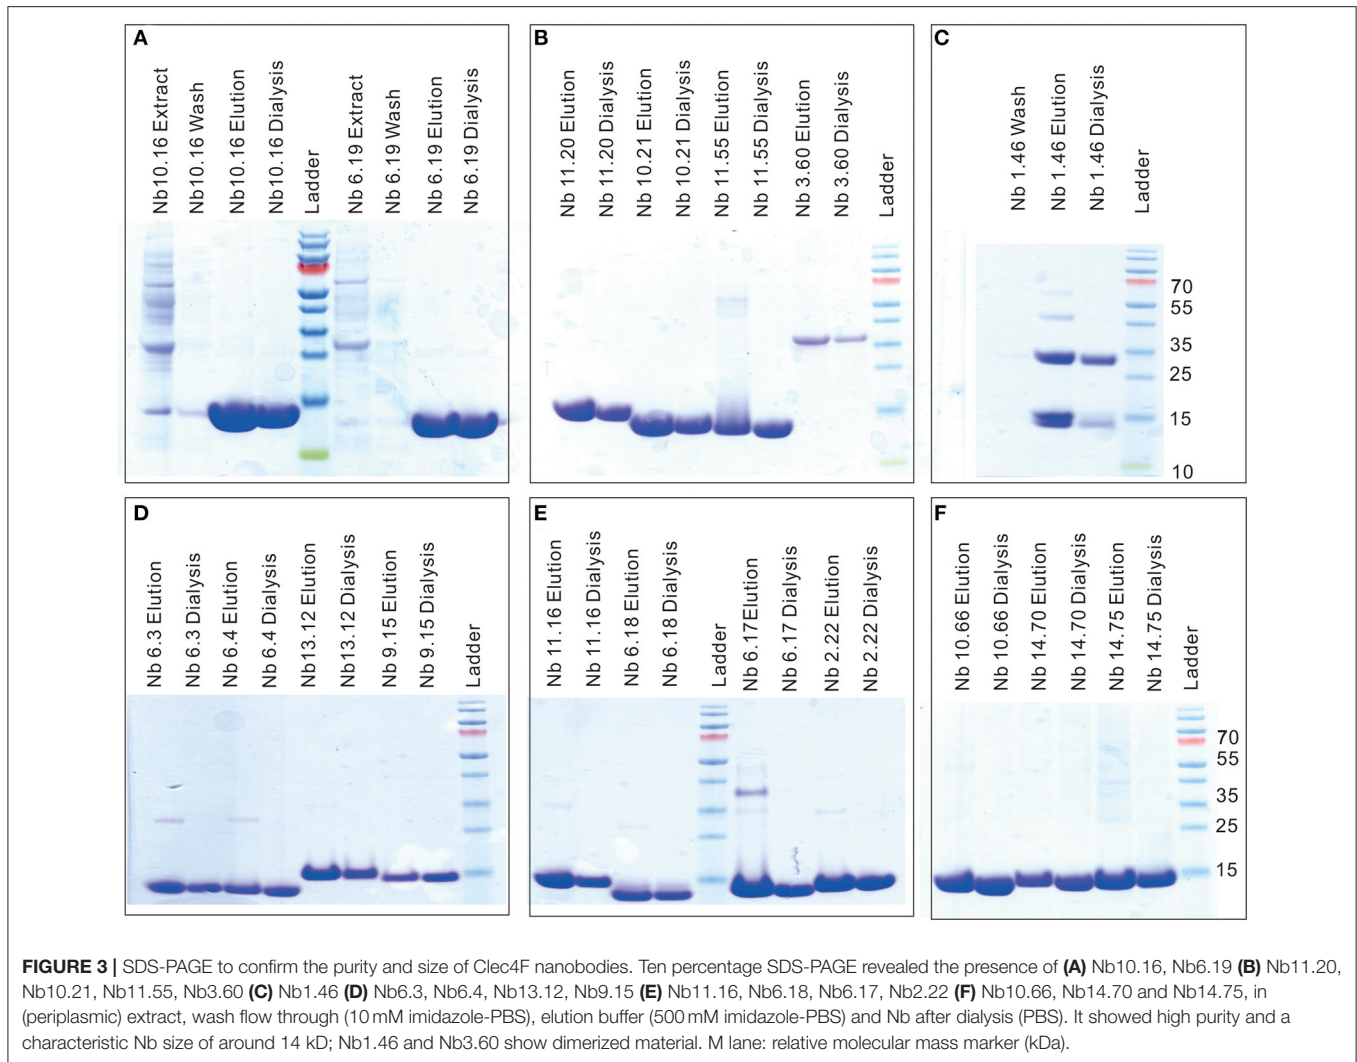 A
Nb10.16 Extract
Nb10.16 Wash
Nb10.16 Elution
Nb10.16 Dialysis
Ladder
Nb 6.19 Extract
Nb 6.19 Wash
Nb 6.19 Elution
Nb 6.19 Dialysis
B
Nb 11.20 Elution
Nb 11.20 Dialysis
Nb 10.21 Elution
Nb 10.21 Dialysis
Nb 11.55 Elution
Nb 11.55 Dialysis
Nb 3.60 Elution
Nb 3.60 Dialysis
Ladder
C
Nb 1.46 Wash
Nb 1.46 Elution
Nb 1.46 Dialysis
Ladder
70
55
35
25
15
10
D
Nb 6.3 Elution
Nb 6.3 Dialysis
Nb 6.4 Elution
Nb 6.4 Dialysis
Nb13.12 Elution
Nb13.12 Dialysis
Nb 9.15 Elution
Nb 9.15 Dialysis
Ladder
E
Nb 11.16 Elution
Nb 11.16 Dialysis
Nb 6.18 Elution
Nb 6.18 Dialysis
Ladder
Nb 6.17Elution
Nb 6.17 Dialysis
Nb 2.22 Elution
Nb 2.22 Dialysis
F
Nb 10.66 Elution
Nb 10.66 Dialysis
Nb 14.70 Elution
Nb 14.70 Dialysis
Nb 14.75 Elution
Nb 14.75 Dialysis
Ladder
70
55
35
25
15
FIGURE 3 | SDS-PAGE to confirm the purity and size of Clec4F nanobodies. Ten percentage SDS-PAGE revealed the presence of (A) Nb10.16, Nb6.19 (B) Nb11.20,
Nb10.21, Nb11.55, Nb3.60 (C) Nb1.46 (D) Nb6.3, Nb6.4, Nb13.12, Nb9.15 (E) Nb11.16, Nb6.18, Nb6.17, Nb2.22 (F) Nb10.66, Nb14.70 and Nb14.75, in
(periplasmic) extract, wash flow through (10 mM imidazole-PBS), elution buffer (500 mM imidazole-PBS) and Nb after dialysis (PBS). It showed high purity and a
characteristic Nb size of around 14 kD; Nb1.46 and Nb3.60 show dimerized material. M lane: relative molecular mass marker (kDa).